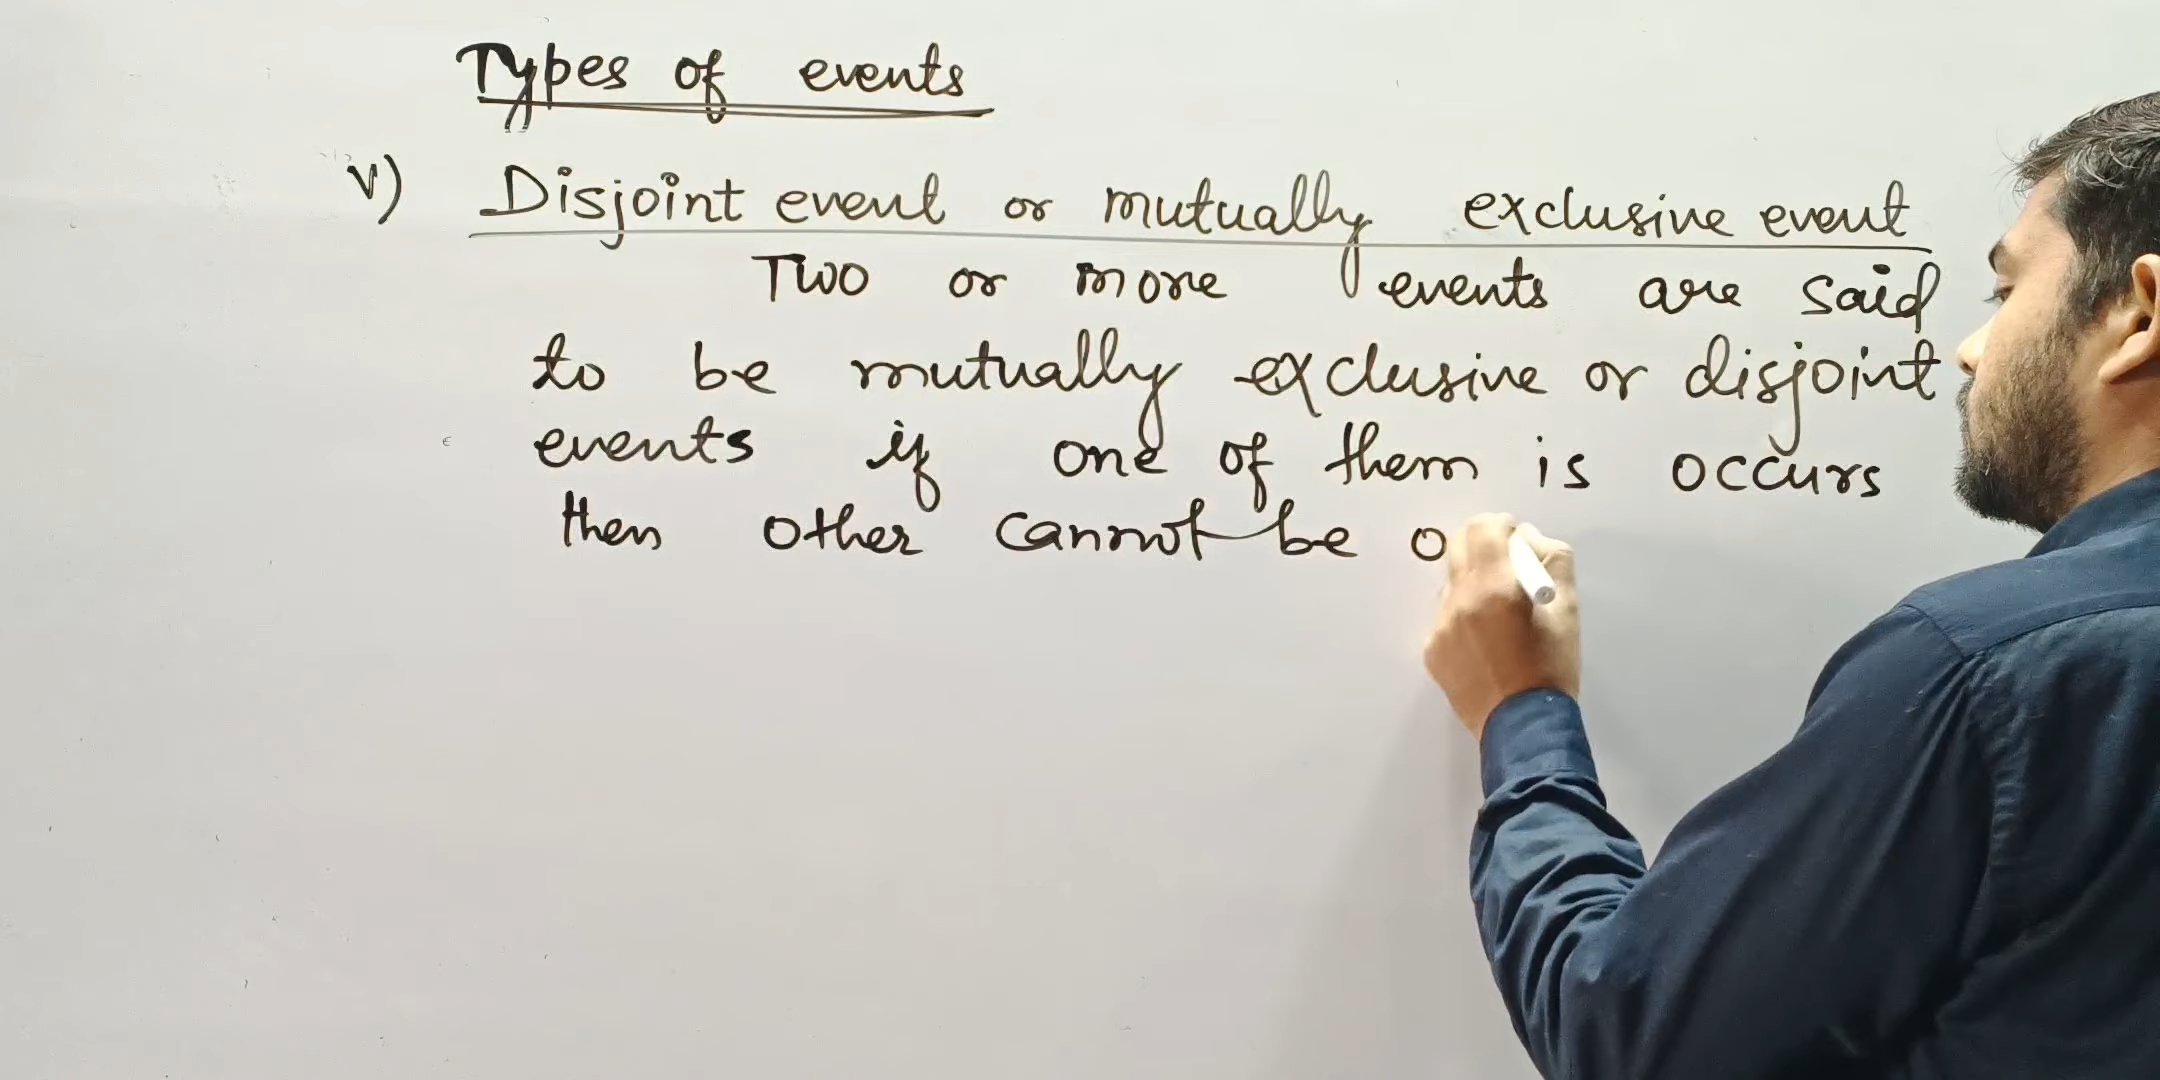 Types of events
v) Disjoint event or mutually exclusive event
Two or more events are said
to be mutually exclusive or disjoint
events if one of them is occurs
then other cannot be o